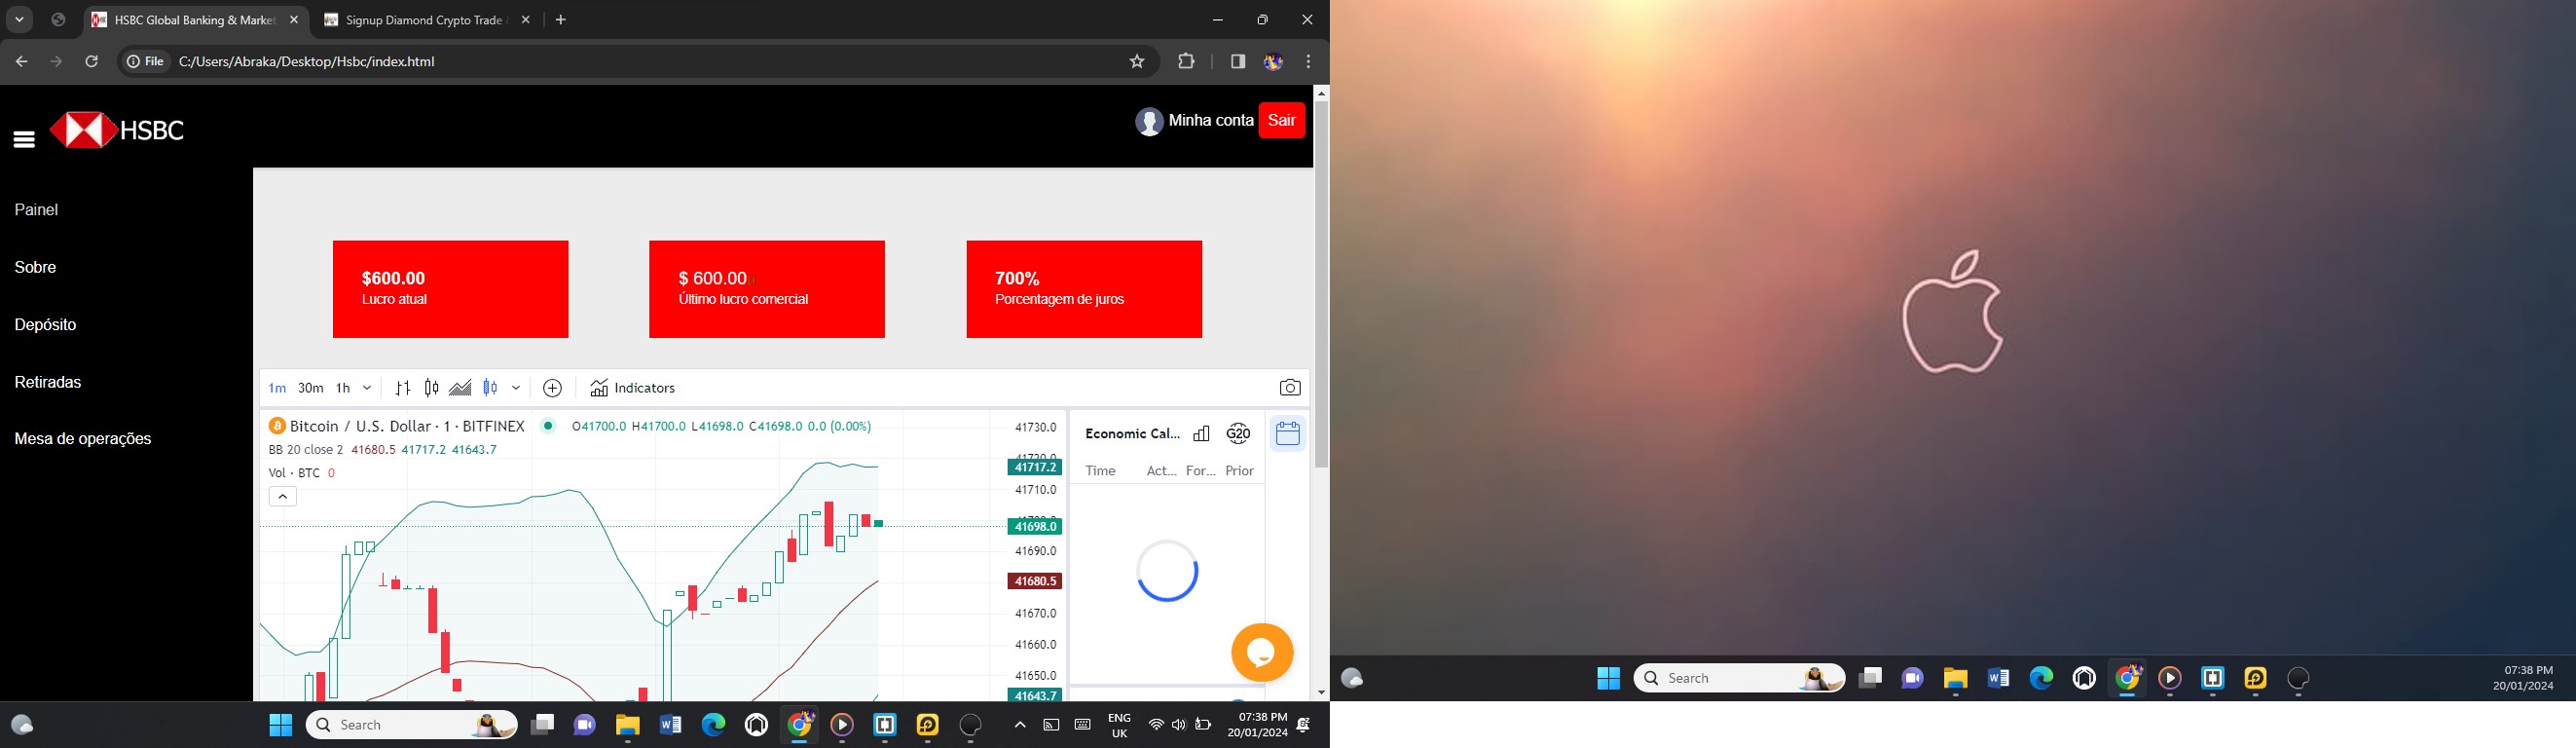 HSBC Global Banking & Market
Signup Diamond Crypto Trade
File
C:/Users/Abraka/Desktop/Hsbc/index.html
HSBC
Minha conta
Sair
Painel
Sobre
Depósito
Retiradas
Mesa de operações
$600.00
Lucro atual
$ 600.00
Último lucro comercial
700%
Porcentagem de juros
1m 30m 1h
Indicators
Bitcoin / U.S. Dollar · 1 · BITFINEX
O41700.0 H41700.0 L41698.0 C41698.0 0.0 (0.00%)
BB 20 close 2 41680.5 41717.2 41643.7
Vol · BTC 0
41730.0
41717.2
41710.0
41698.0
41690.0
41680.5
41670.0
41660.0
41650.0
41643.7
Economic Cal...
G20
Time Act... For... Prior
Search
ENG
UK
07:38 PM
20/01/2024
Search
07:38 PM
20/01/2024